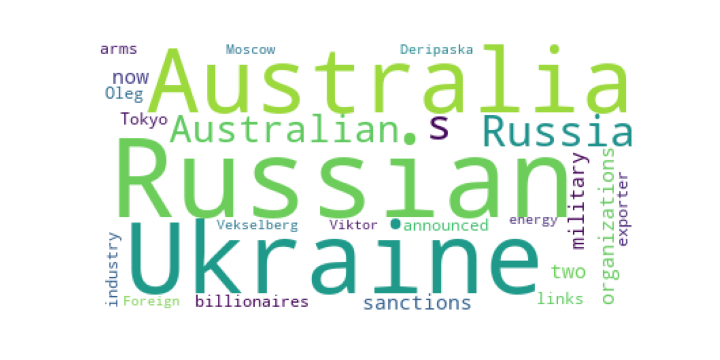 arms
Moscow
Deripaska
now
Australia
Oleg
Tokyo
Australian
s
Russia
Russian
military
organizations
exporter
Vekselberg
Viktor
announced
energy
Ukraine
industry
two
Foreign
billionaires
sanctions
links